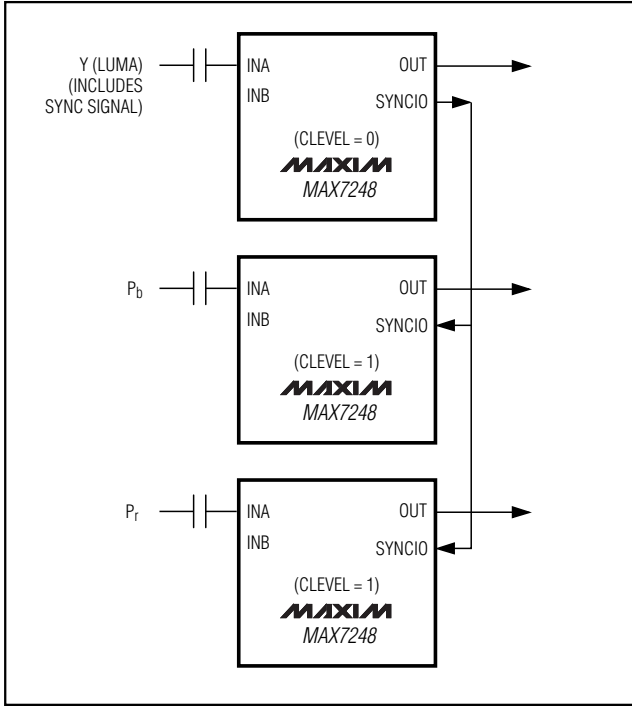 Y (LUMA)
(INCLUDES
SYNC SIGNAL)
INA
OUT
INB
SYNCIO
(CLEVEL = 0)
MAXIM
MAX7248
Pb
INA
OUT
INB
SYNCIO
(CLEVEL = 1)
MAXIM
MAX7248
Pr
INA
OUT
INB
SYNCIO
(CLEVEL = 1)
MAXIM
MAX7248